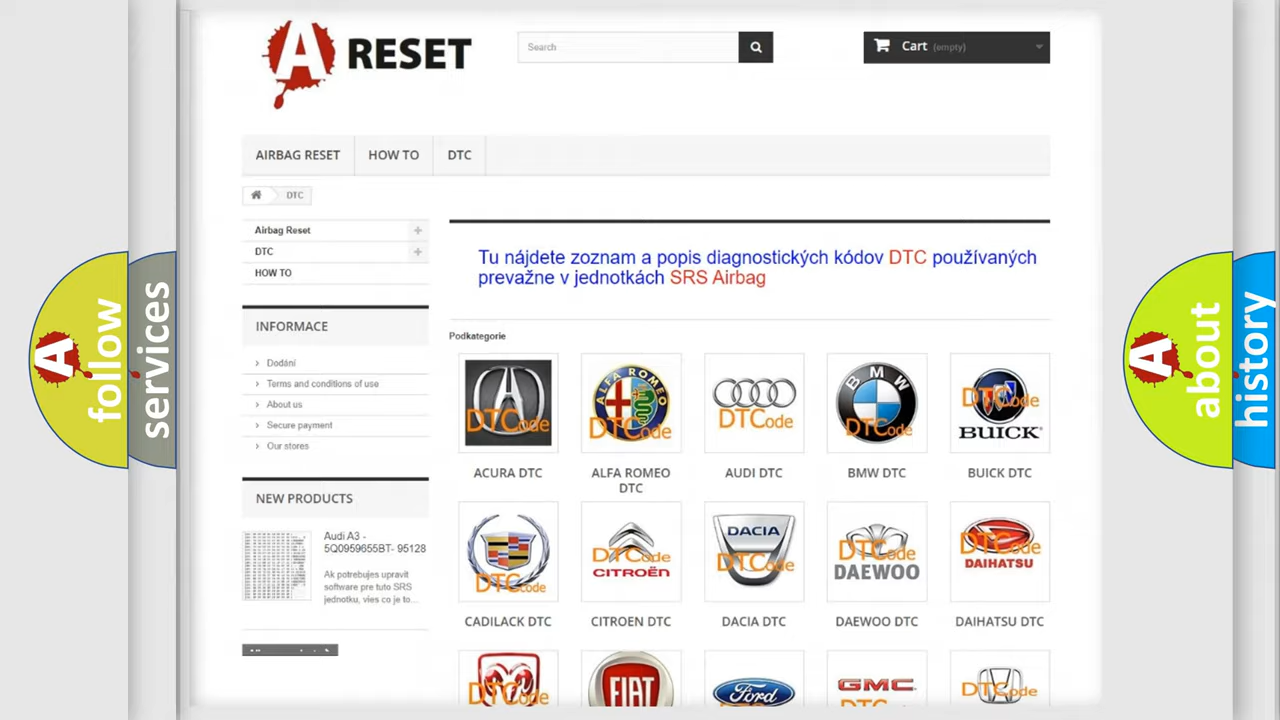 A RESET
Search
Cart (empty)
AIRBAG RESET
HOW TO
DTC
DTC
Airbag Reset
DTC
HOW TO
INFORMACE
Dodání
Terms and conditions of use
About us
Secure payment
Our stores
NEW PRODUCTS
Audi A3 -
5Q0959655BT- 95128
Ak potrebujes upravit
software pre tuto SRS
jednotku, vies co je to...
Tu nájdete zoznam a popis diagnostických kódov DTC používaných
prevažne v jednotkách SRS Airbag
Podkategorie
DTCode
ALFA ROMEO
DTCode
DTCode
BMW
DTCode
DTCode
BUICK
ACURA DTC
ALFA ROMEO
DTC
AUDI DTC
BMW DTC
BUICK DTC
DTCode
DTCode
CITROËN
DACIA
DTCode
DTCode
DAEWOO
DTCode
DAIHATSU
CADILACK DTC
CITROEN DTC
DACIA DTC
DAEWOO DTC
DAIHATSU DTC
DTCode
FIAT
Ford
GMC
DTCode
A follow
services
A about
history